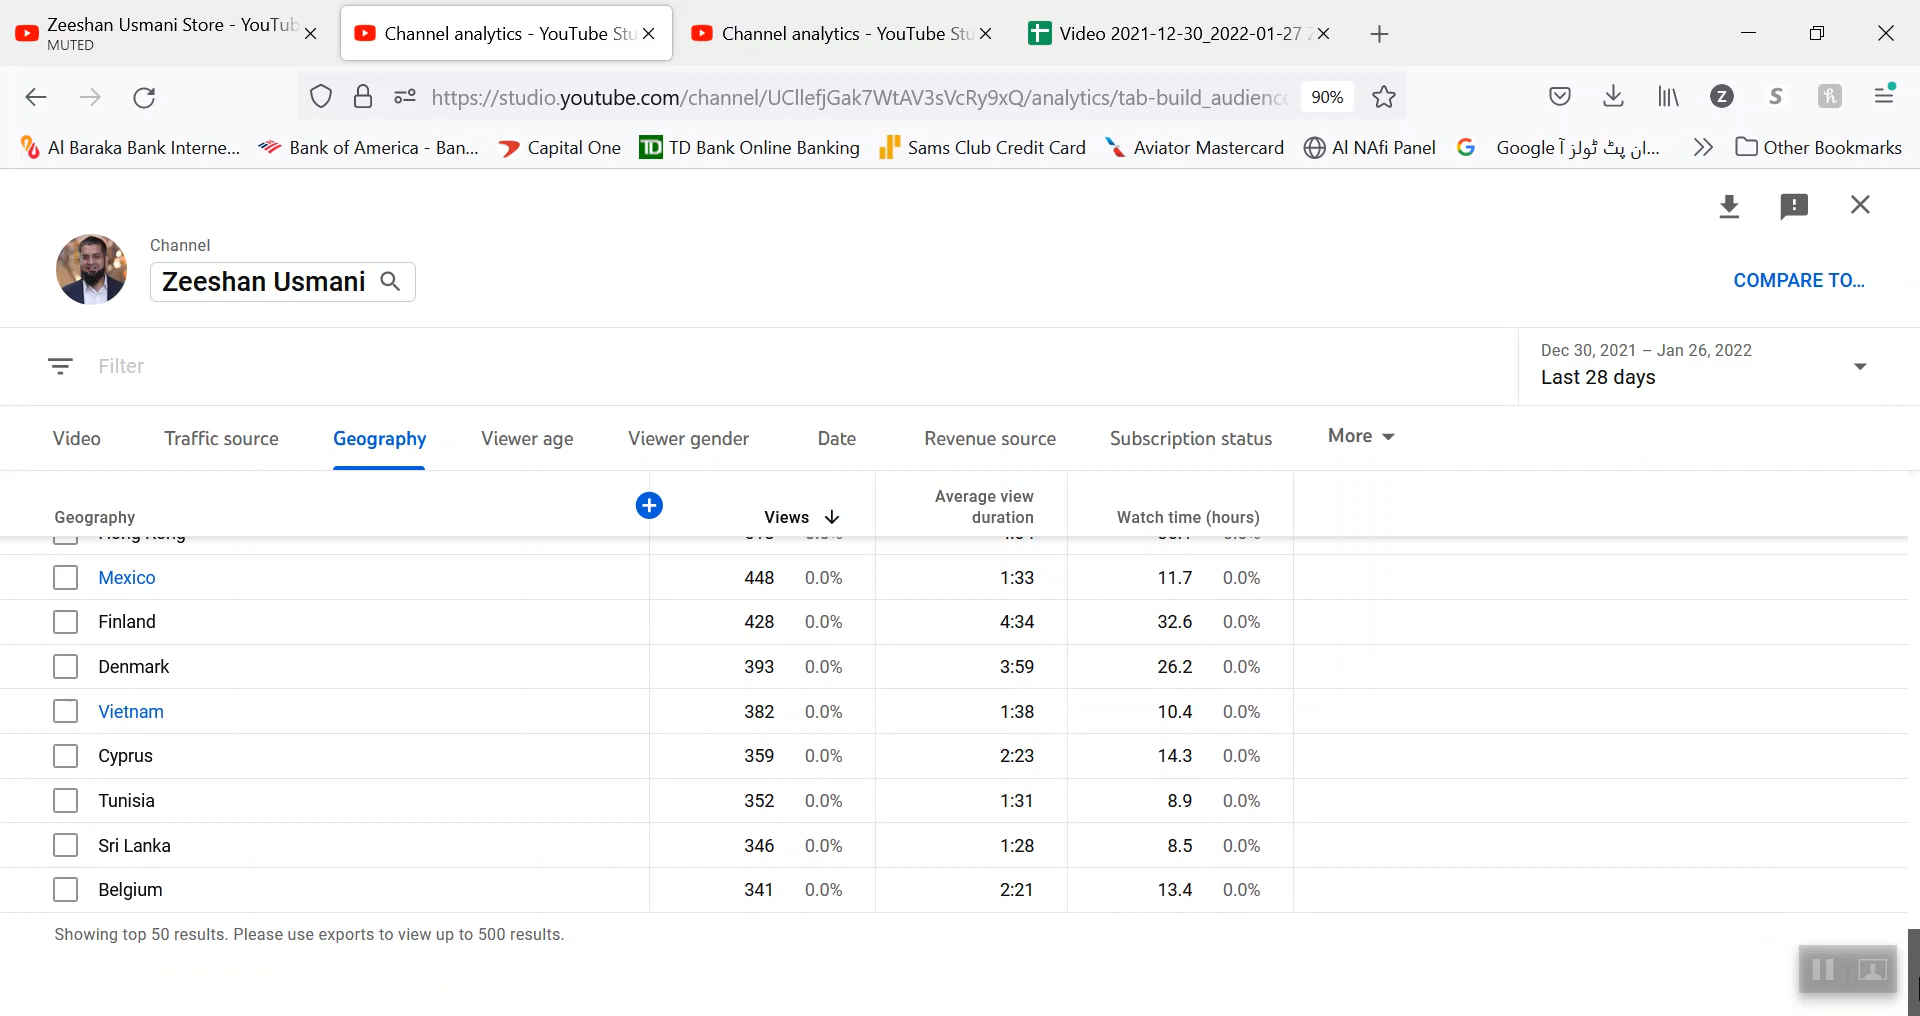 Zeeshan Usmani Store - YouTub
MUTED
Channel analytics - YouTube Stu
Channel analytics - YouTube Stu
Video 2021-12-30_2022-01-27
https://studio.youtube.com/channel/UCllefjGak7WtAV3sVcRy9xQ/analytics/tab-build_audience
90%
Al Baraka Bank Interne...
Bank of America - Ban...
Capital One
TD Bank Online Banking
Sams Club Credit Card
Aviator Mastercard
Al NAfi Panel
Google ان پٹ ٹولز آ...
Other Bookmarks
Channel
Zeeshan Usmani
COMPARE TO...
Filter
Dec 30, 2021 – Jan 26, 2022
Last 28 days
Video Traffic source Geography Viewer age Viewer gender Date Revenue source Subscription status More
Geography Views Average view duration Watch time (hours)
Hong Kong
Mexico 448 0.0% 1:33 11.7 0.0%
Finland 428 0.0% 4:34 32.6 0.0%
Denmark 393 0.0% 3:59 26.2 0.0%
Vietnam 382 0.0% 1:38 10.4 0.0%
Cyprus 359 0.0% 2:23 14.3 0.0%
Tunisia 352 0.0% 1:31 8.9 0.0%
Sri Lanka 346 0.0% 1:28 8.5 0.0%
Belgium 341 0.0% 2:21 13.4 0.0%
Showing top 50 results. Please use exports to view up to 500 results.